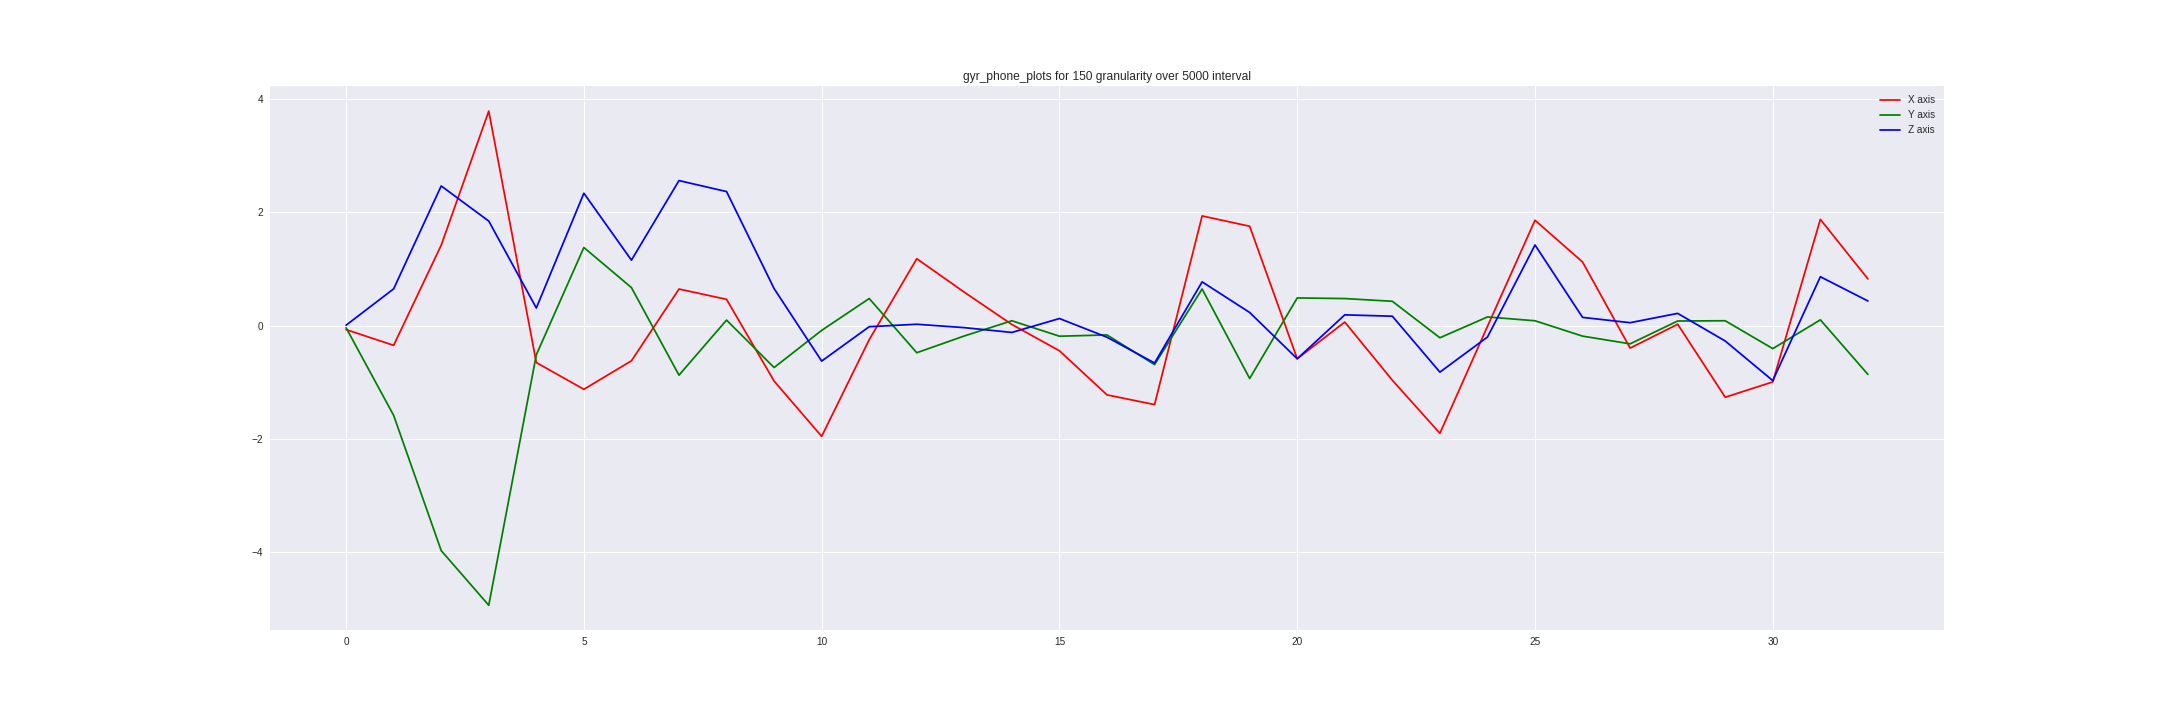 gyr_phone_plots for 150 granularity over 5000 interval
X axis
Y axis
Z axis
4
2
0
−2
−4
0 5 10 15 20 25 30